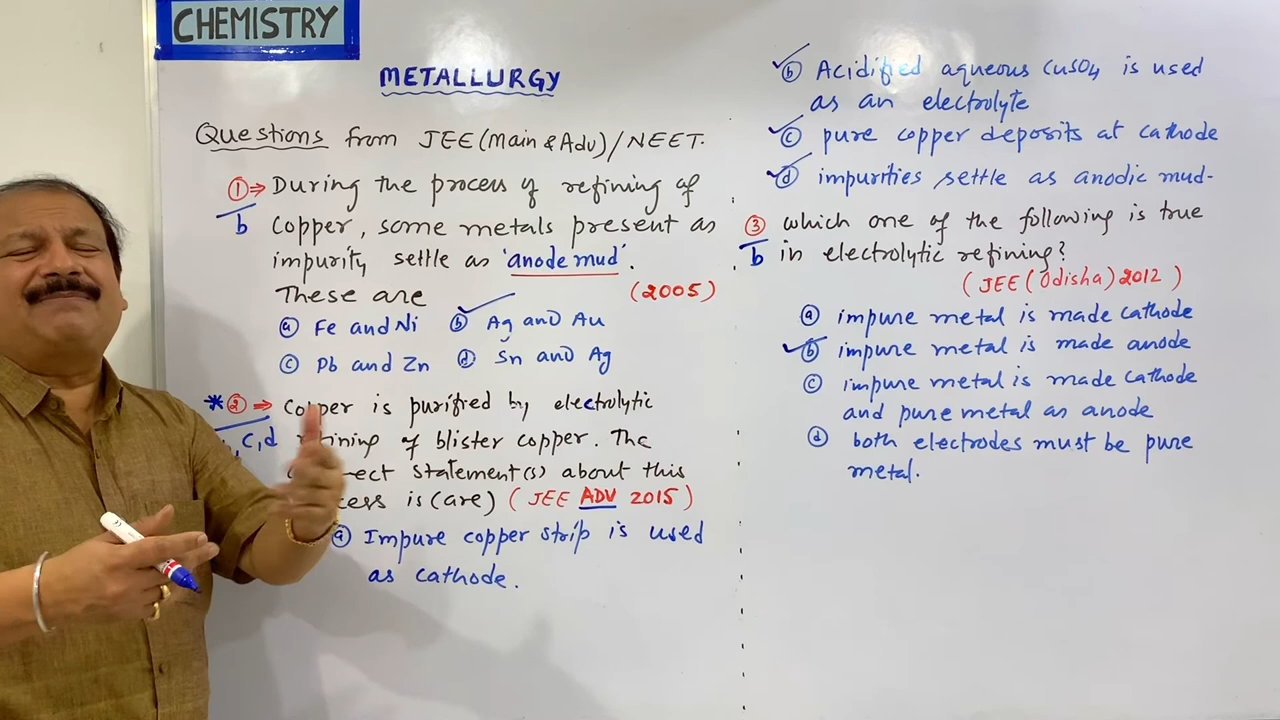 CHEMISTRY
METALLURGY
Questions from JEE (Main & Adv) / NEET.
① ⇒ During the process of refining of
b copper, some metals present as
impurity settle as 'anode mud'.
These are (2005)
ⓐ Fe and Ni ⓑ Ag and Au
ⓒ Pb and Zn ⓓ Sn and Ag
* ② ⇒ Copper is purified by electrolytic
, c, d refining of blister copper. The
statement(s) about this
is (are) (JEE ADV 2015)
ⓐ Impure copper strip is used
as cathode.
ⓑ Acidified aqueous CuSO4 is used
as an electrolyte
ⓒ pure copper deposits at cathode
ⓓ impurities settle as anodic mud-
③ which one of the following is true
b in electrolytic refining?
(JEE (Odisha) 2012)
ⓐ impure metal is made cathode
ⓑ impure metal is made anode
ⓒ impure metal is made cathode
and pure metal as anode
ⓓ both electrodes must be pure
metal.